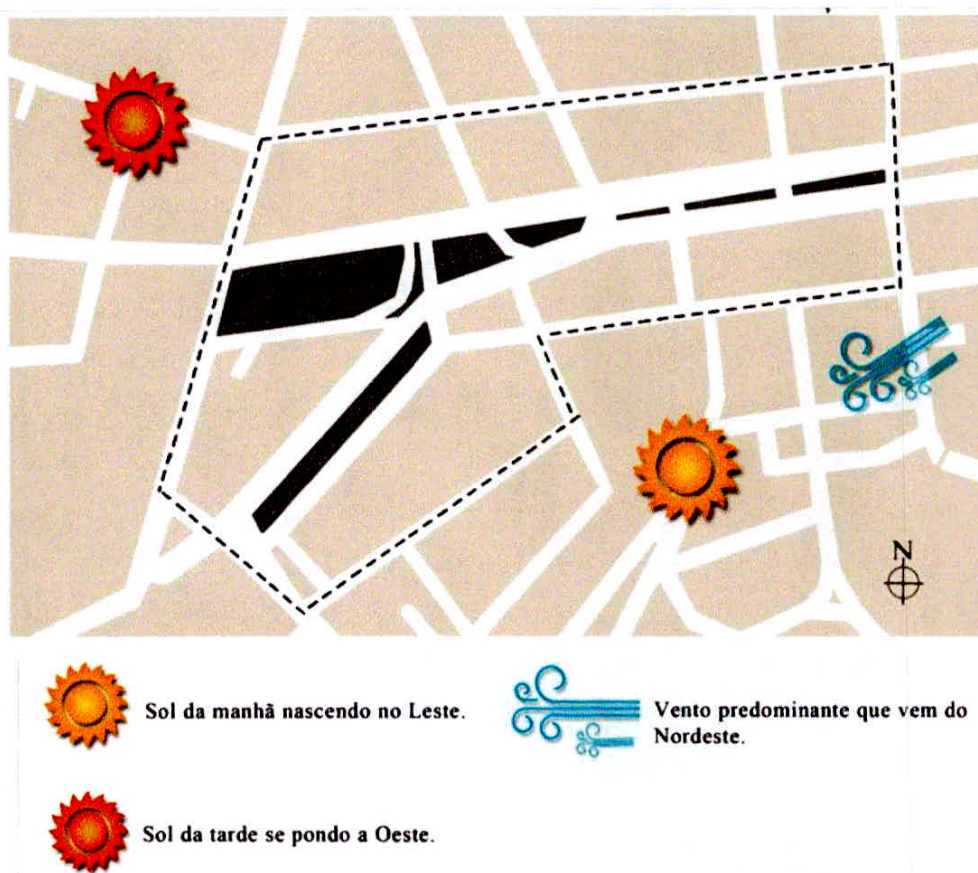 N
Sol da manhã nascendo no Leste.
Vento predominante que vem do
Nordeste.
Sol da tarde se pondo a Oeste.